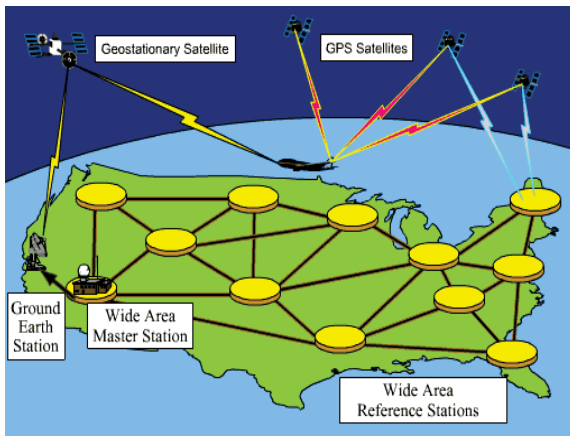 Geostationary Satellite
GPS Satellites
Ground
Earth
Station
Wide Area
Master Station
Wide Area
Reference Stations